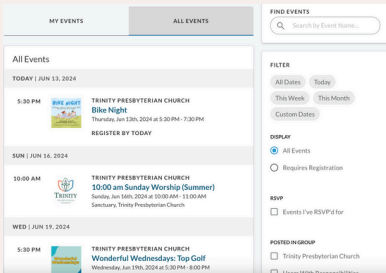 MY EVENTS
ALL EVENTS
All Events
TODAY | JUN 13, 2024
5:30 PM
BIKE NIGHT
TRINITY PRESBYTERIAN CHURCH
Bike Night
Thursday, Jun 13th, 2024 at 5:30 PM - 7:30 PM
REGISTER BY TODAY
SUN | JUN 16, 2024
10:00 AM
TRINITY
TRINITY PRESBYTERIAN CHURCH
10:00 am Sunday Worship (Summer)
Sunday, Jun 16th, 2024 at 10:00 AM - 11:00 AM
Sanctuary, Trinity Presbyterian Church
WED | JUN 19, 2024
5:30 PM
Wonderful
Wednesdays
TRINITY PRESBYTERIAN CHURCH
Wonderful Wednesdays: Top Golf
Wednesday, Jun 19th, 2024 at 5:30 PM - 8:00 PM
FIND EVENTS
Search by Event Name...
FILTER
All Dates
Today
This Week
This Month
Custom Dates
DISPLAY
All Events
Requires Registration
RSVP
Events I've RSVP'd for
POSTED IN GROUP
Trinity Presbyterian Church